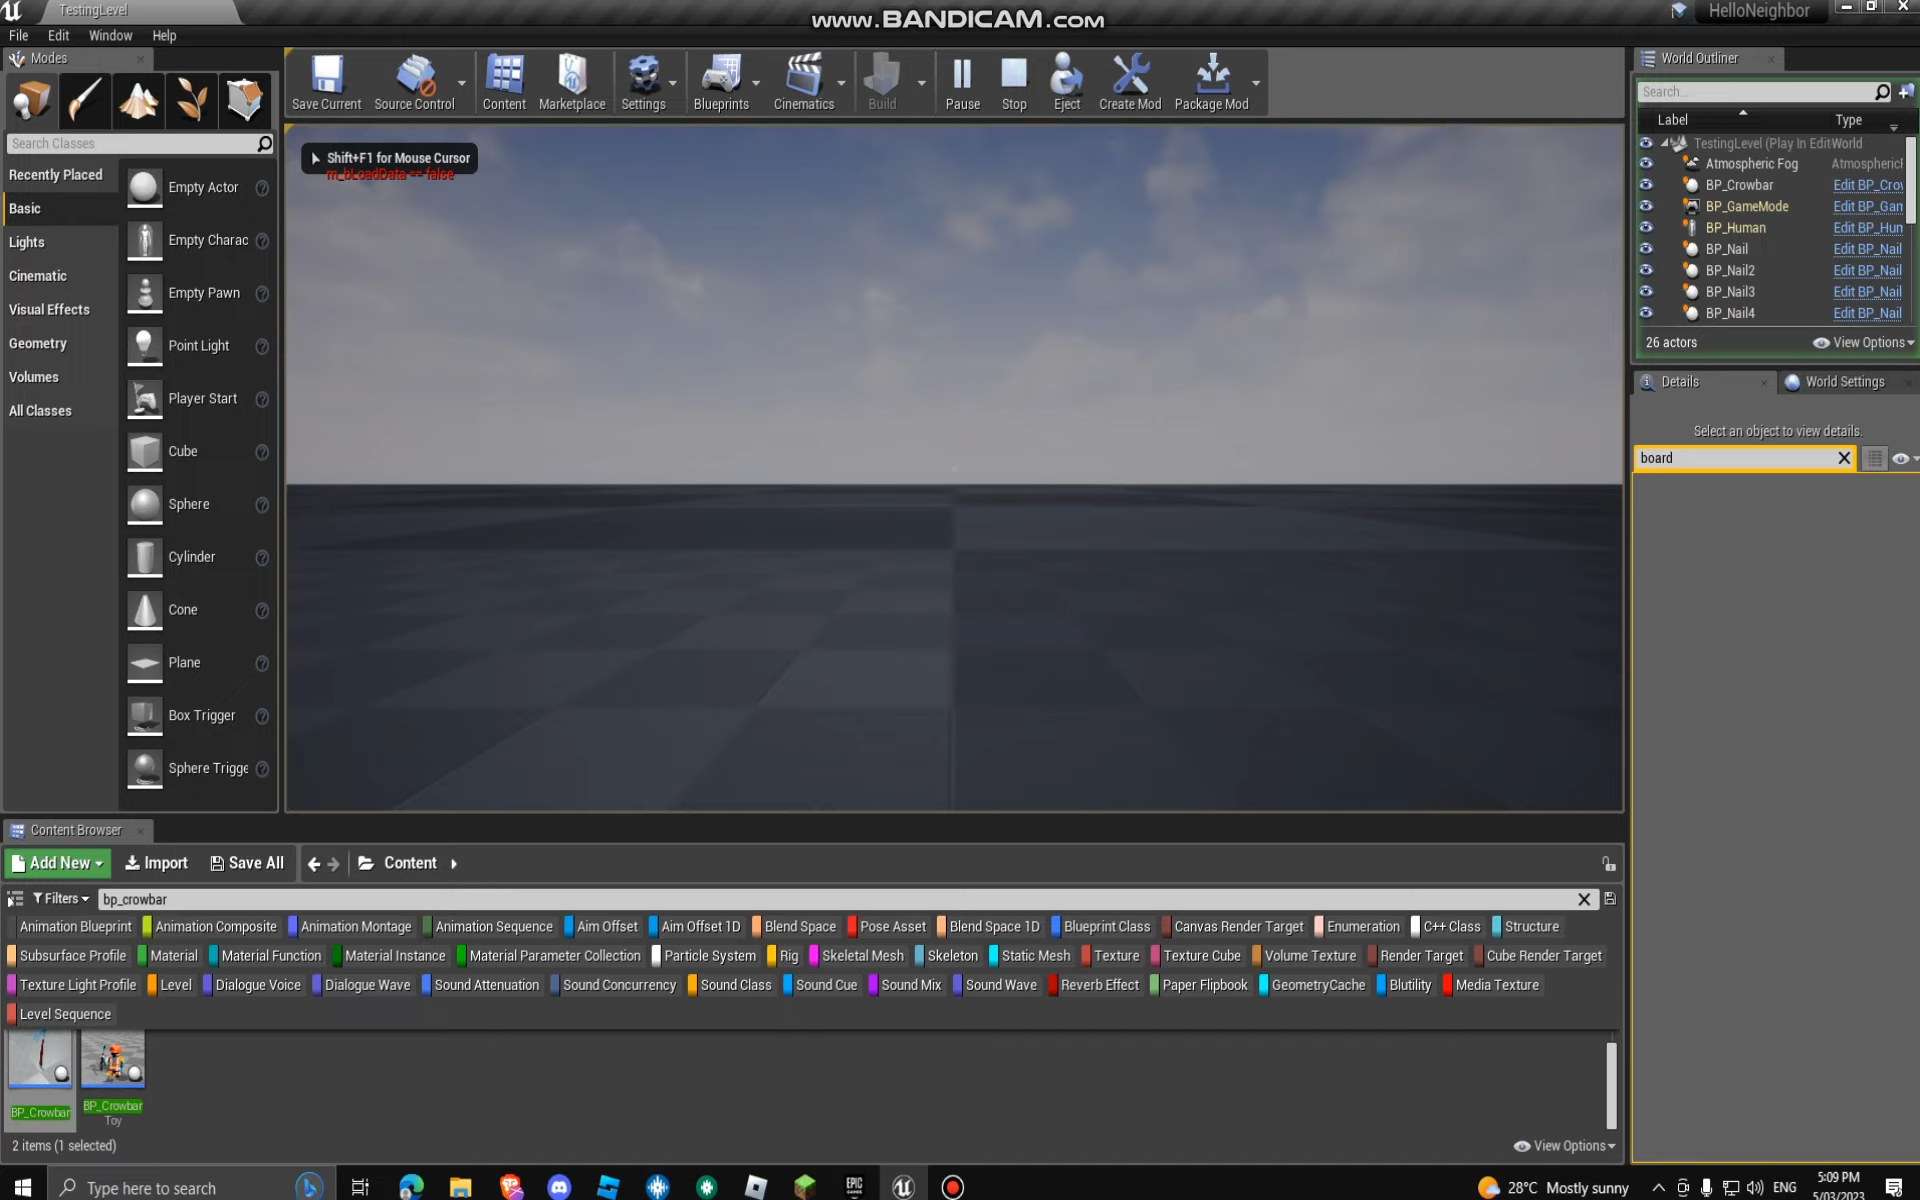 TestingLevel
www.BANDICAM.com
HelloNeighbor
File Edit Window Help
Modes
Save Current
Source Control
Content
Marketplace
Settings
Blueprints
Cinematics
Build
Pause
Stop
Eject
Create Mod
Package Mod
World Outliner
Search...
Label Type
TestingLevel (Play In Edit World
Atmospheric Fog Atmospheric
BP_Crowbar Edit BP_Crow
BP_GameMode Edit BP_Gam
BP_Human Edit BP_Hum
BP_Nail Edit BP_Nail
BP_Nail2 Edit BP_Nail
BP_Nail3 Edit BP_Nail
BP_Nail4 Edit BP_Nail
26 actors View Options
Search Classes
Recently Placed
Basic
Lights
Cinematic
Visual Effects
Geometry
Volumes
All Classes
Empty Actor
Empty Charac
Empty Pawn
Point Light
Player Start
Cube
Sphere
Cylinder
Cone
Plane
Box Trigger
Sphere Trigge
Shift+F1 for Mouse Cursor
m_bLoadData == false
Details World Settings
Select an object to view details.
board
Content Browser
Add New Import Save All Content
Filters bp_crowbar
Animation Blueprint Animation Composite Animation Montage Animation Sequence Aim Offset Aim Offset 1D Blend Space Pose Asset Blend Space 1D Blueprint Class Canvas Render Target Enumeration C++ Class Structure
Subsurface Profile Material Material Function Material Instance Material Parameter Collection Particle System Rig Skeletal Mesh Skeleton Static Mesh Texture Texture Cube Volume Texture Render Target Cube Render Target
Texture Light Profile Level Dialogue Voice Dialogue Wave Sound Attenuation Sound Concurrency Sound Class Sound Cue Sound Mix Sound Wave Reverb Effect Paper Flipbook GeometryCache Blutility Media Texture
Level Sequence
BP_Crowbar
BP_Crowbar
Toy
2 items (1 selected) View Options
Type here to search
EPIC
GAMES
28°C Mostly sunny
ENG
5:09 PM
5/03/2023